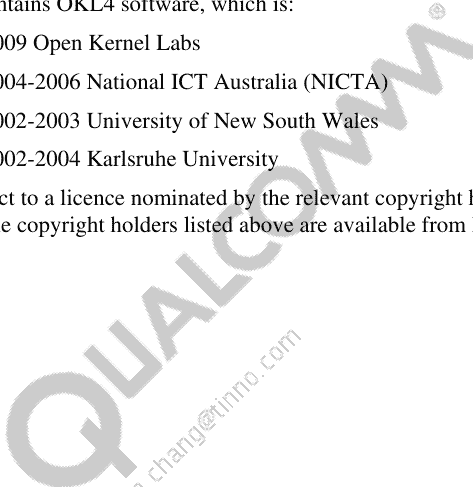 ntains OKL4 software, which is:
009 Open Kernel Labs
004-2006 National ICT Australia (NICTA)
002-2003 University of New South Wales
002-2004 Karlsruhe University
ct to a licence nominated by the relevant copyright h
e copyright holders listed above are available from
QUALCOMM®
chang@tinno.com